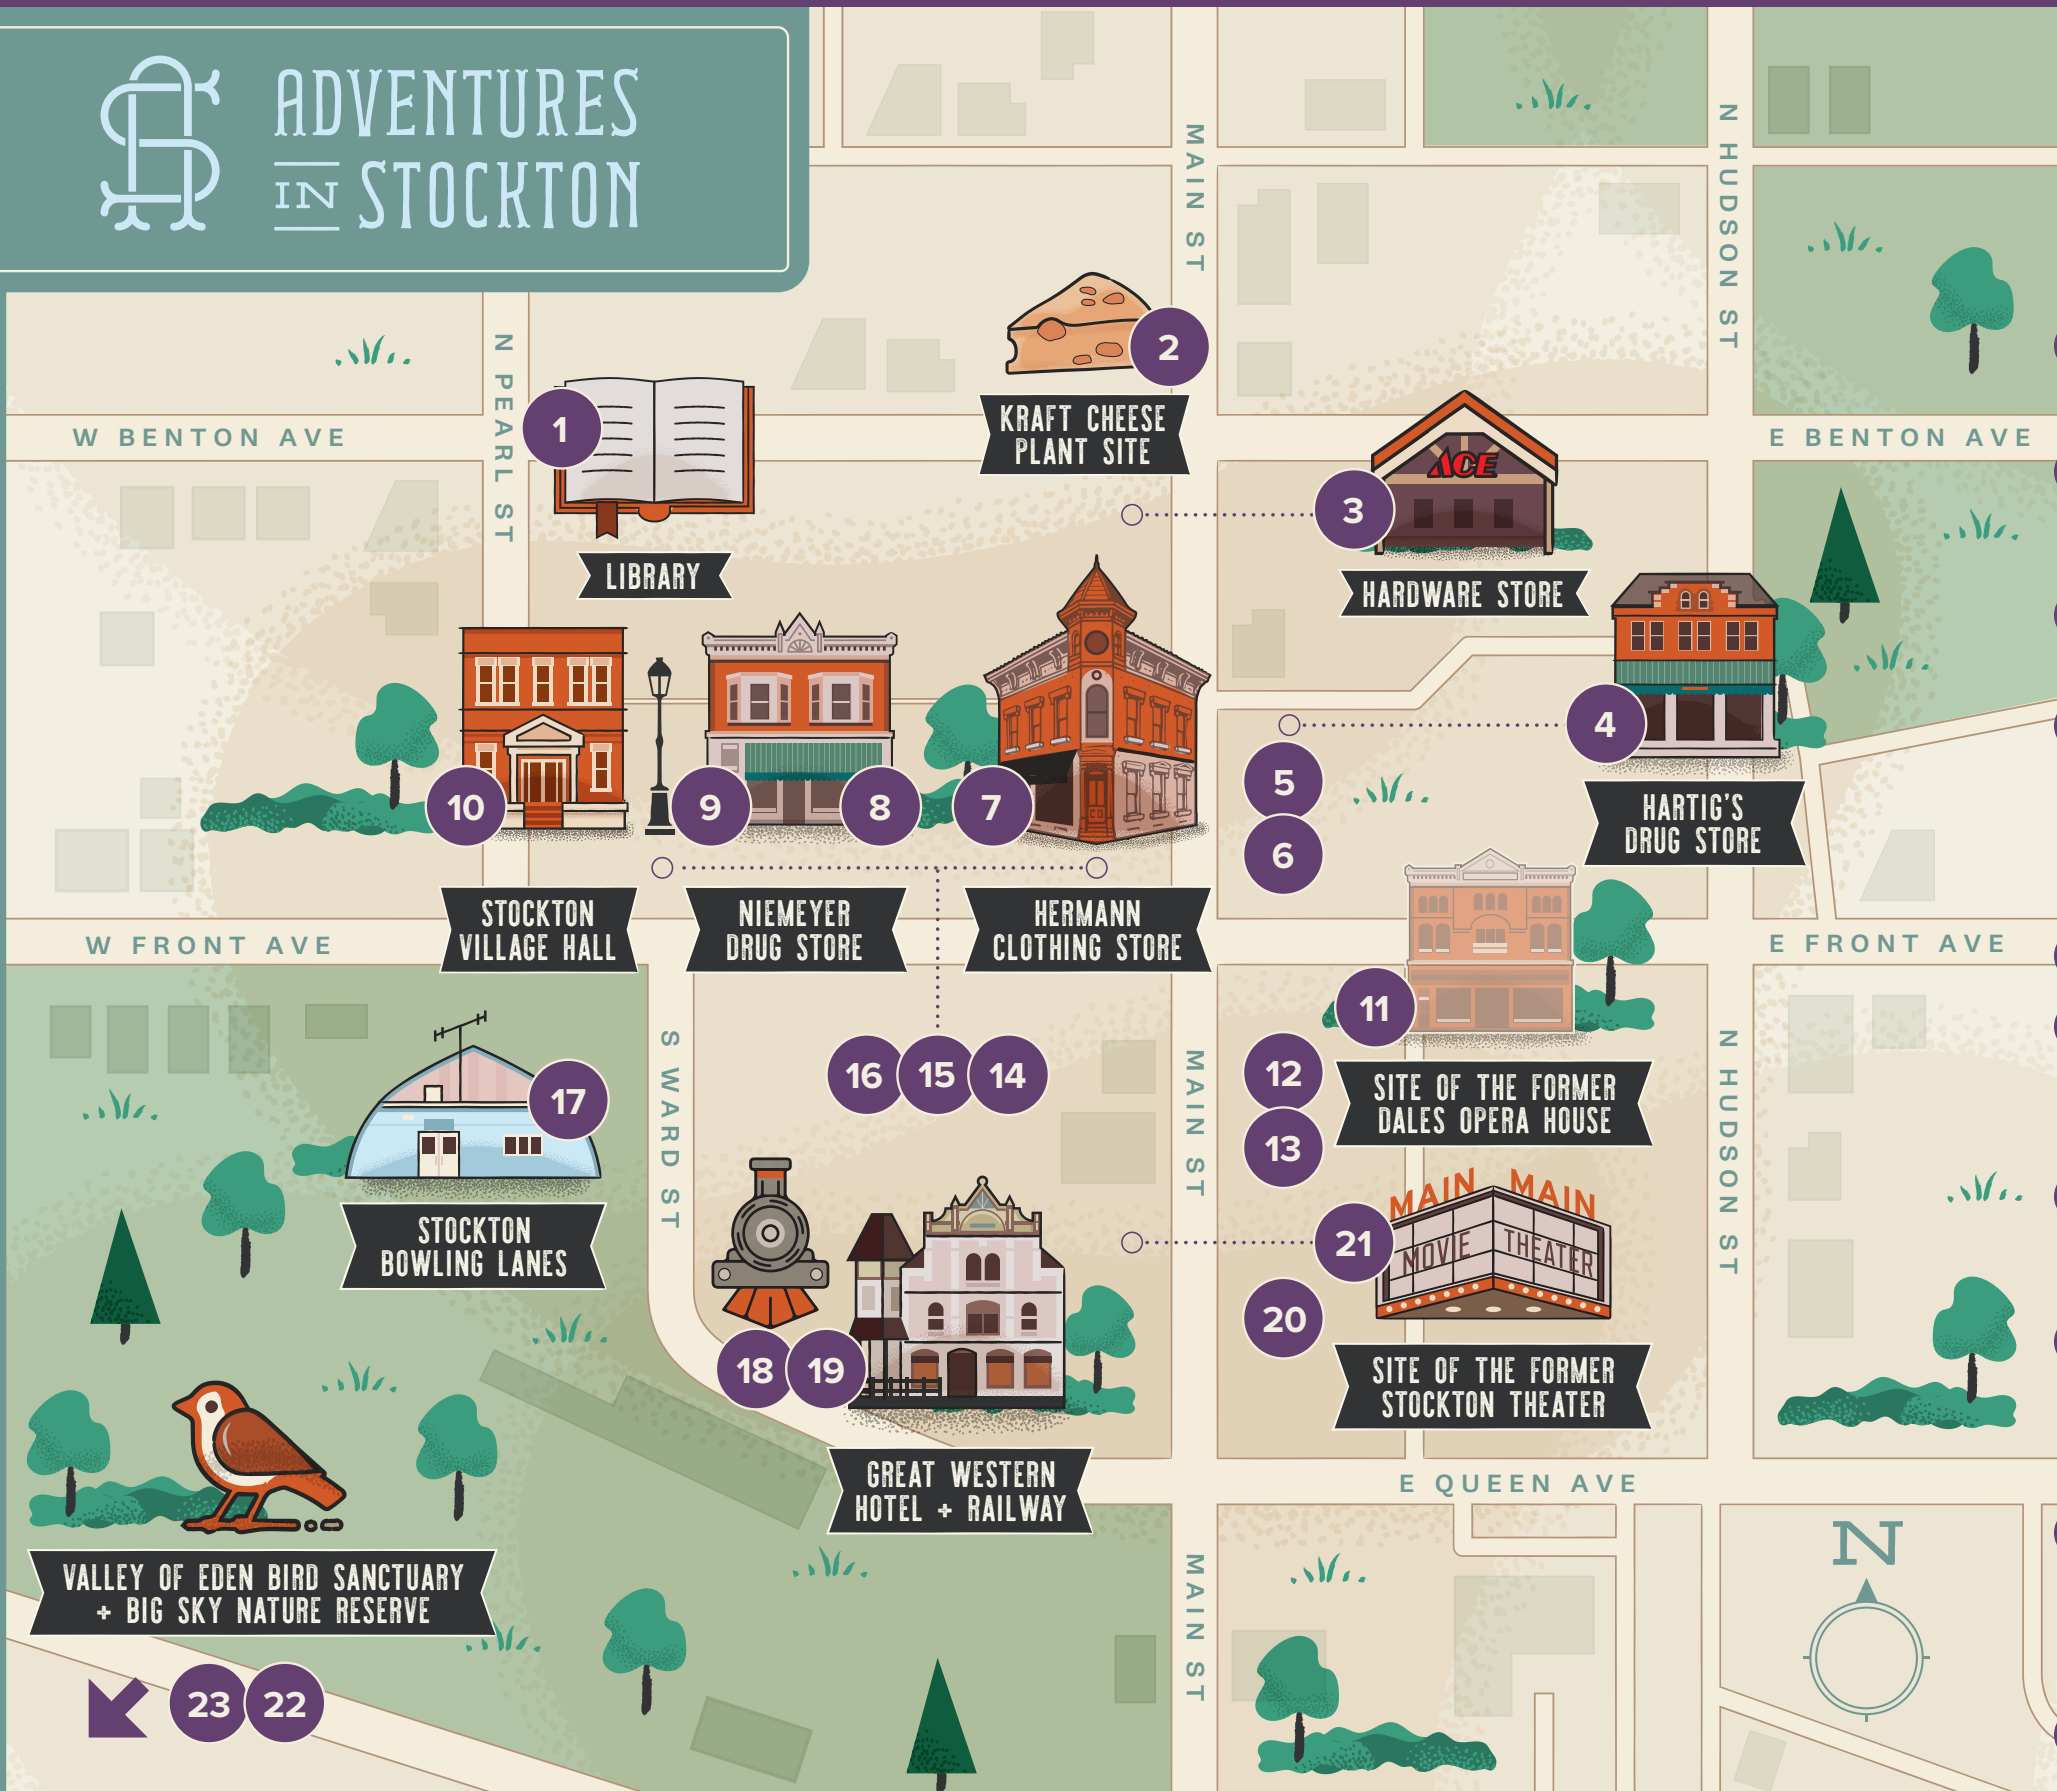 SA
ADVENTURES
IN STOCKTON
MAIN ST
N HUDSON ST
N PEARL ST
2
KRAFT CHEESE
PLANT SITE
1
LIBRARY
W BENTON AVE
E BENTON AVE
ACE
3
HARDWARE STORE
4
HARTIG'S
DRUG STORE
5
6
10
9
8
7
STOCKTON
VILLAGE HALL
NIEMEYER
DRUG STORE
HERMANN
CLOTHING STORE
W FRONT AVE
E FRONT AVE
11
12
13
SITE OF THE FORMER
DALES OPERA HOUSE
16
15
14
17
STOCKTON
BOWLING LANES
S WARD ST
MAIN ST
N HUDSON ST
MAIN MAIN
MOVIE THEATER
21
20
SITE OF THE FORMER
STOCKTON THEATER
18
19
GREAT WESTERN
HOTEL + RAILWAY
E QUEEN AVE
VALLEY OF EDEN BIRD SANCTUARY
+ BIG SKY NATURE RESERVE
23
22
MAIN ST
N